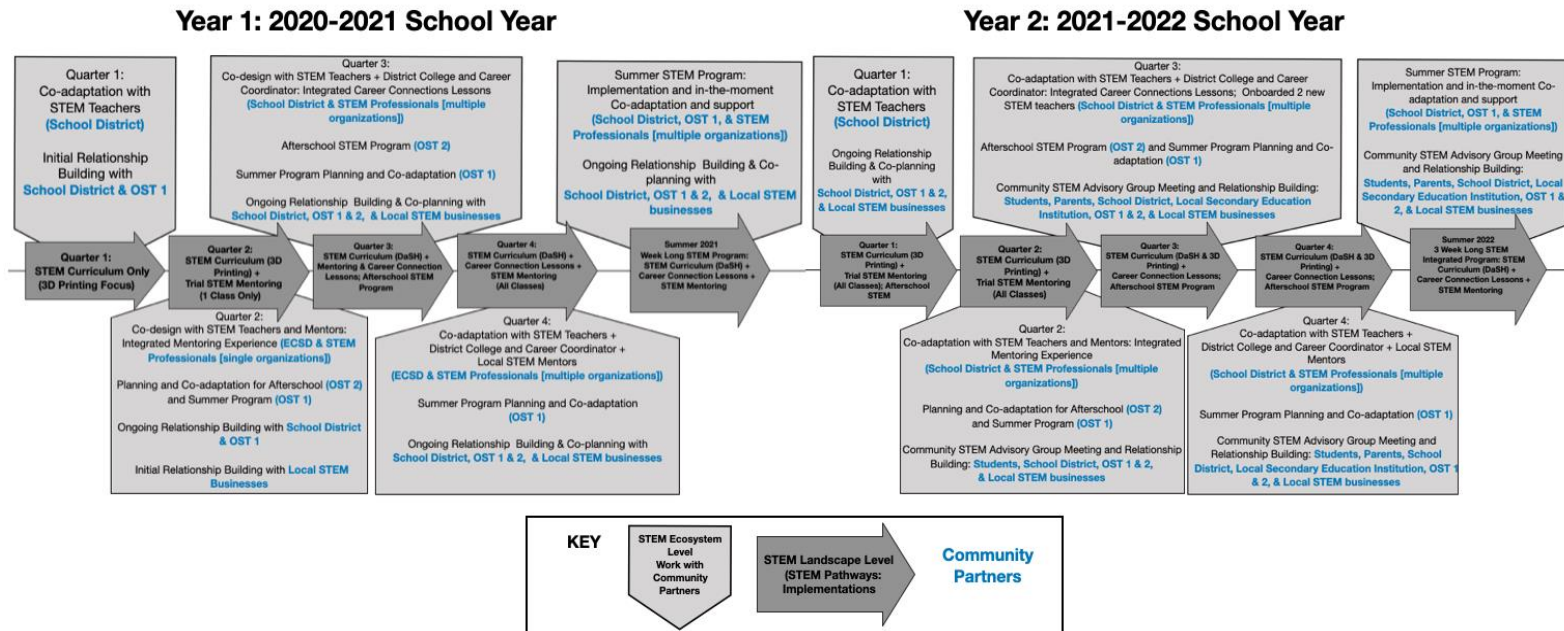 Year 1: 2020-2021 School Year
Year 2: 2021-2022 School Year
Quarter 1:
Co-adaptation with
STEM Teachers
(School District)
Initial Relationship
Building with
School District & OST 1
Quarter 3:
Co-design with STEM Teachers + District College and Career
Coordinator: Integrated Career Connections Lessons
(School District & STEM Professionals [multiple
organizations])
Afterschool STEM Program (OST 2)
Summer Program Planning and Co-adaptation (OST 1)
Ongoing Relationship Building & Co-planning with
School District, OST 1 & 2, & Local STEM businesses
Summer STEM Program:
Implementation and in-the-moment
Co-adaptation and support
(School District, OST 1, & STEM
Professionals [multiple organizations])
Ongoing Relationship Building & Co-
planning with
School District, OST 1 & 2, & Local STEM
businesses
Quarter 1:
Co-adaptation with
STEM Teachers
(School District)
Ongoing Relationship
Building & Co-planning
with
School District, OST 1 & 2,
& Local STEM businesses
Quarter 3:
Co-adaptation with STEM Teachers + District College and Career
Coordinator: Integrated Career Connections Lessons; Onboarded 2 new
STEM teachers (School District & STEM Professionals [multiple
organizations])
Afterschool STEM Program (OST 2) and Summer Program Planning and Co-
adaptation (OST 1)
Community STEM Advisory Group Meeting and Relationship Building:
Students, Parents, School District, Local Secondary Education
Institution, OST 1 & 2, & Local STEM businesses
Summer STEM Program:
Implementation and in-the-moment Co-
adaptation and support
(School District, OST 1, & STEM
Professionals [multiple organizations])
Community STEM Advisory Group Meeting
and Relationship Building:
Students, Parents, School District, Local
Secondary Education Institution, OST 1 &
2, & Local STEM businesses
Quarter 1:
STEM Curriculum Only
(3D Printing Focus)
Quarter 2:
STEM Curriculum (3D
Printing) +
Trial STEM Mentoring
(1 Class Only)
Quarter 3:
STEM Curriculum (DaSH) +
Mentoring & Career Connection
Lessons; Afterschool STEM
Program
Quarter 4:
STEM Curriculum (DaSH) +
Career Connection Lessons +
STEM Mentoring
(All Classes)
Summer 2021
Week Long STEM Program:
STEM Curriculum (DaSH) +
Career Connection Lessons
+ STEM Mentoring
Quarter 1:
STEM Curriculum (3D
Printing) +
Trial STEM Mentoring
(All Classes); Afterschool
STEM
Quarter 2:
STEM Curriculum (3D
Printing) +
Trial STEM Mentoring
(All Classes)
Quarter 3:
STEM Curriculum (DaSH & 3D
Printing) +
Career Connection Lessons;
Afterschool STEM Program
Quarter 4:
STEM Curriculum (DaSH & 3D
Printing) +
Career Connection Lessons;
Afterschool STEM Program
Summer 2022
3 Week Long STEM
Integrated Program: STEM
Curriculum (DaSH) +
Career Connection Lessons +
STEM Mentoring
Quarter 2:
Co-design with STEM Teachers and Mentors:
Integrated Mentoring Experience (ECSD & STEM
Professionals [single organizations])
Planning and Co-adaptation for Afterschool (OST 2)
and Summer Program (OST 1)
Ongoing Relationship Building with School District
& OST 1
Initial Relationship Building with Local STEM
Businesses
Quarter 4:
Co-adaptation with STEM Teachers +
District College and Career Coordinator +
Local STEM Mentors
(ECSD & STEM Professionals [multiple organizations])
Summer Program Planning and Co-adaptation
(OST 1)
Ongoing Relationship Building & Co-planning with
School District, OST 1 & 2, & Local STEM businesses
Quarter 2:
Co-adaptation with STEM Teachers and Mentors: Integrated
Mentoring Experience
(School District & STEM Professionals [multiple
organizations])
Planning and Co-adaptation for Afterschool (OST 2)
and Summer Program (OST 1)
Community STEM Advisory Group Meeting and Relationship
Building: Students, School District, OST 1 & 2,
& Local STEM businesses
Quarter 4:
Co-adaptation with STEM Teachers +
District College and Career Coordinator + Local STEM
Mentors
(School District & STEM Professionals [multiple
organizations])
Summer Program Planning and Co-adaptation (OST 1)
Community STEM Advisory Group Meeting and
Relationship Building: Students, Parents, School
District, Local Secondary Education Institution, OST 1
& 2, & Local STEM businesses
KEY
STEM Ecosystem
Level
Work with
Community
Partners
STEM Landscape Level
(STEM Pathways:
Implementations
Community
Partners